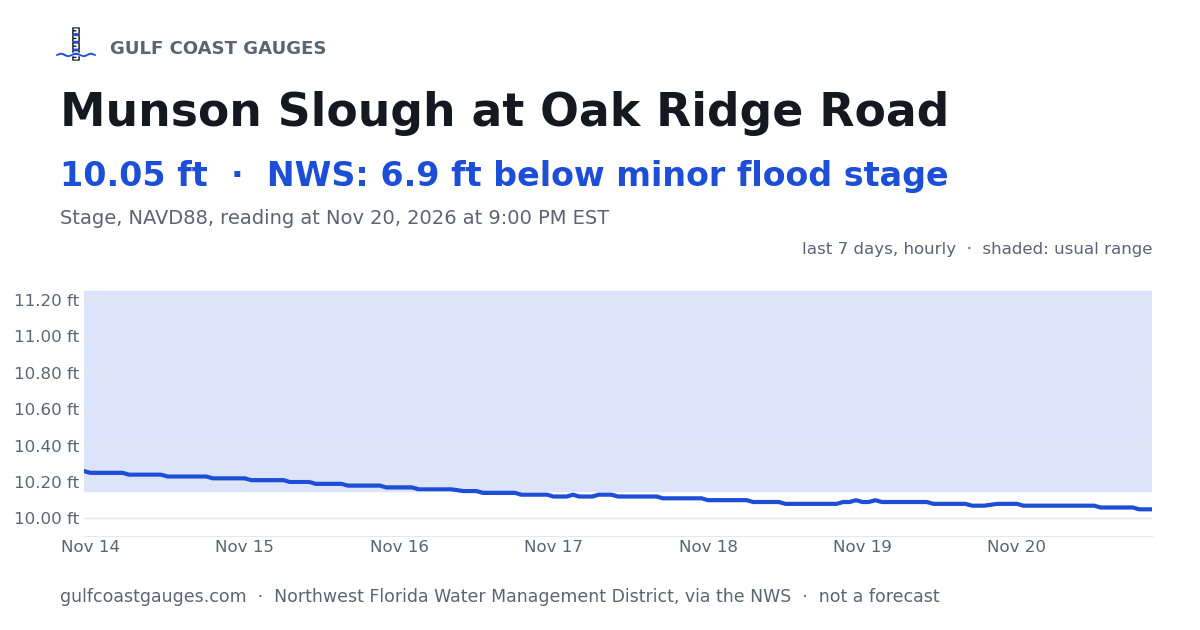 GULF COAST GAUGES
Munson Slough at Oak Ridge Road
10.05 ft · NWS: 6.9 ft below minor flood stage
Stage, NAVD88, reading at Nov 20, 2026 at 9:00 PM EST
last 7 days, hourly · shaded: usual range
11.20 ft
11.00 ft
10.80 ft
10.60 ft
10.40 ft
10.20 ft
10.00 ft
Nov 14 Nov 15 Nov 16 Nov 17 Nov 18 Nov 19 Nov 20
gulfcoastgauges.com · Northwest Florida Water Management District, via the NWS · not a forecast